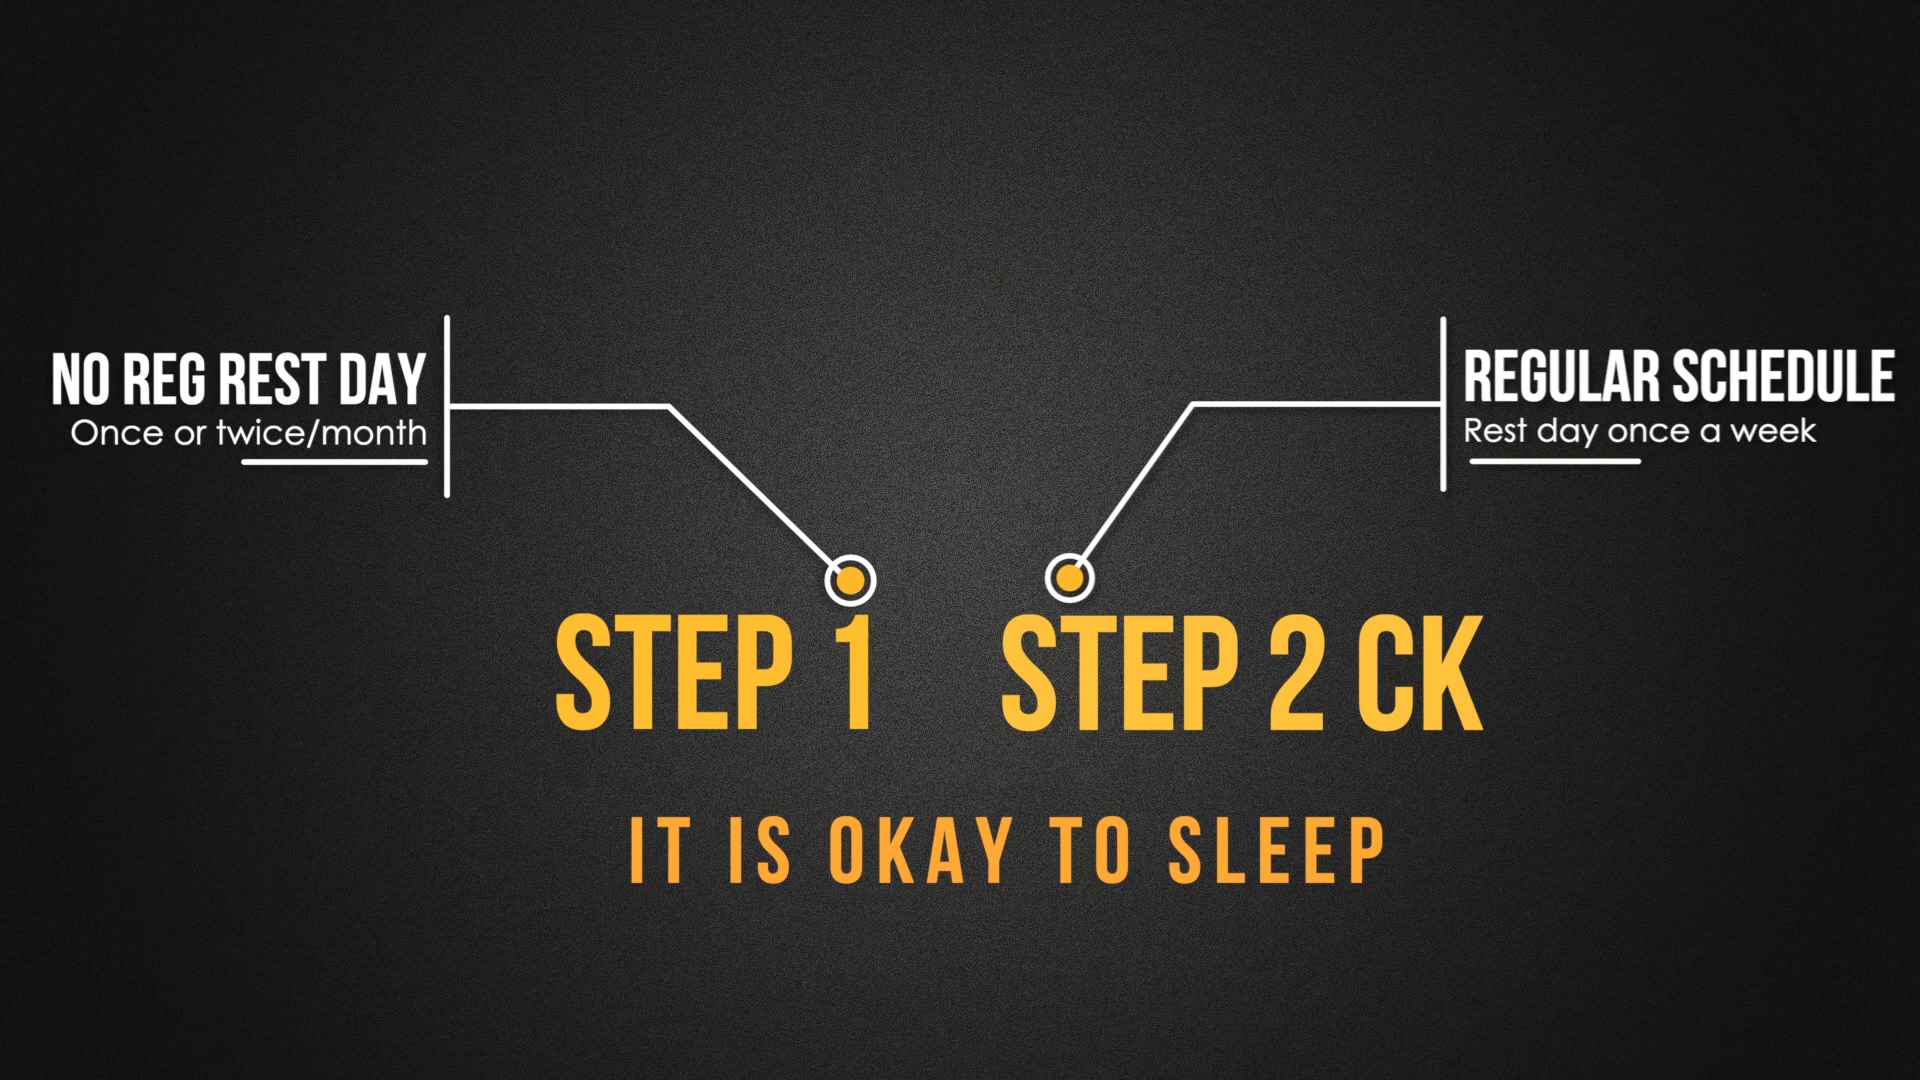 NO REG REST DAY
Once or twice/month
REGULAR SCHEDULE
Rest day once a week
STEP 1
STEP 2 CK
IT IS OKAY TO SLEEP